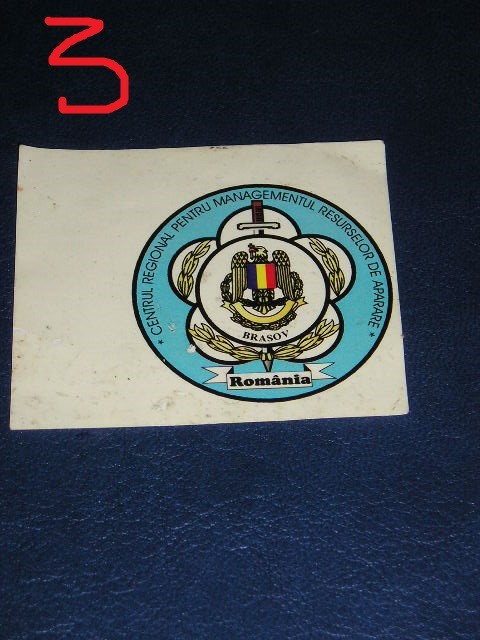 3
* CENTRUL REGIONAL PENTRU MANAGEMENTUL RESURSELOR DE APARARE *
BRASOV
România